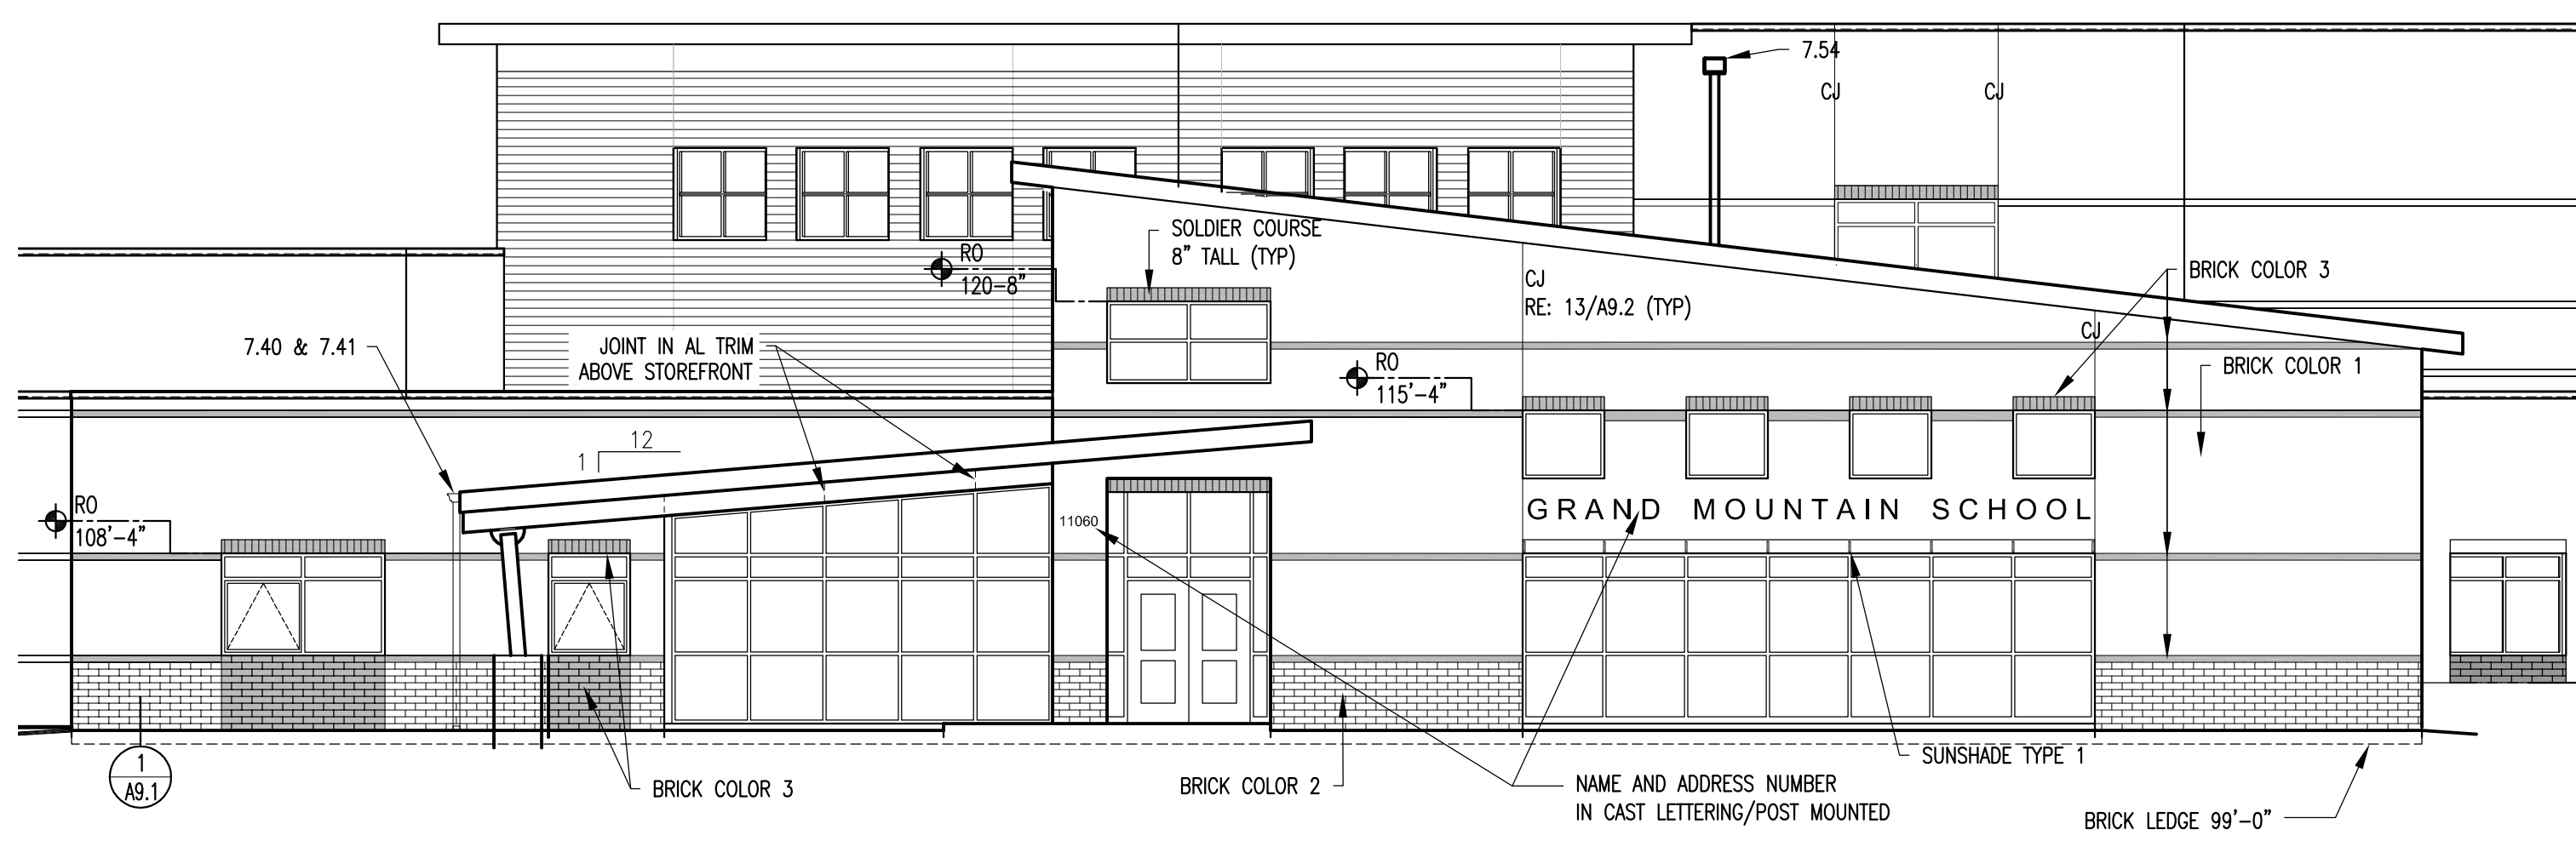 7.54
CJ
CJ
SOLDIER COURSE
8" TALL (TYP)
RO
120-8"
BRICK COLOR 3
CJ
RE: 13/A9.2 (TYP)
CJ
7.40 & 7.41
JOINT IN AL TRIM
ABOVE STOREFRONT
RO
115'-4"
BRICK COLOR 1
12
1
RO
108'-4"
11060
GRAND MOUNTAIN SCHOOL
1
A9.1
BRICK COLOR 3
BRICK COLOR 2
NAME AND ADDRESS NUMBER
IN CAST LETTERING/POST MOUNTED
SUNSHADE TYPE 1
BRICK LEDGE 99'-0"